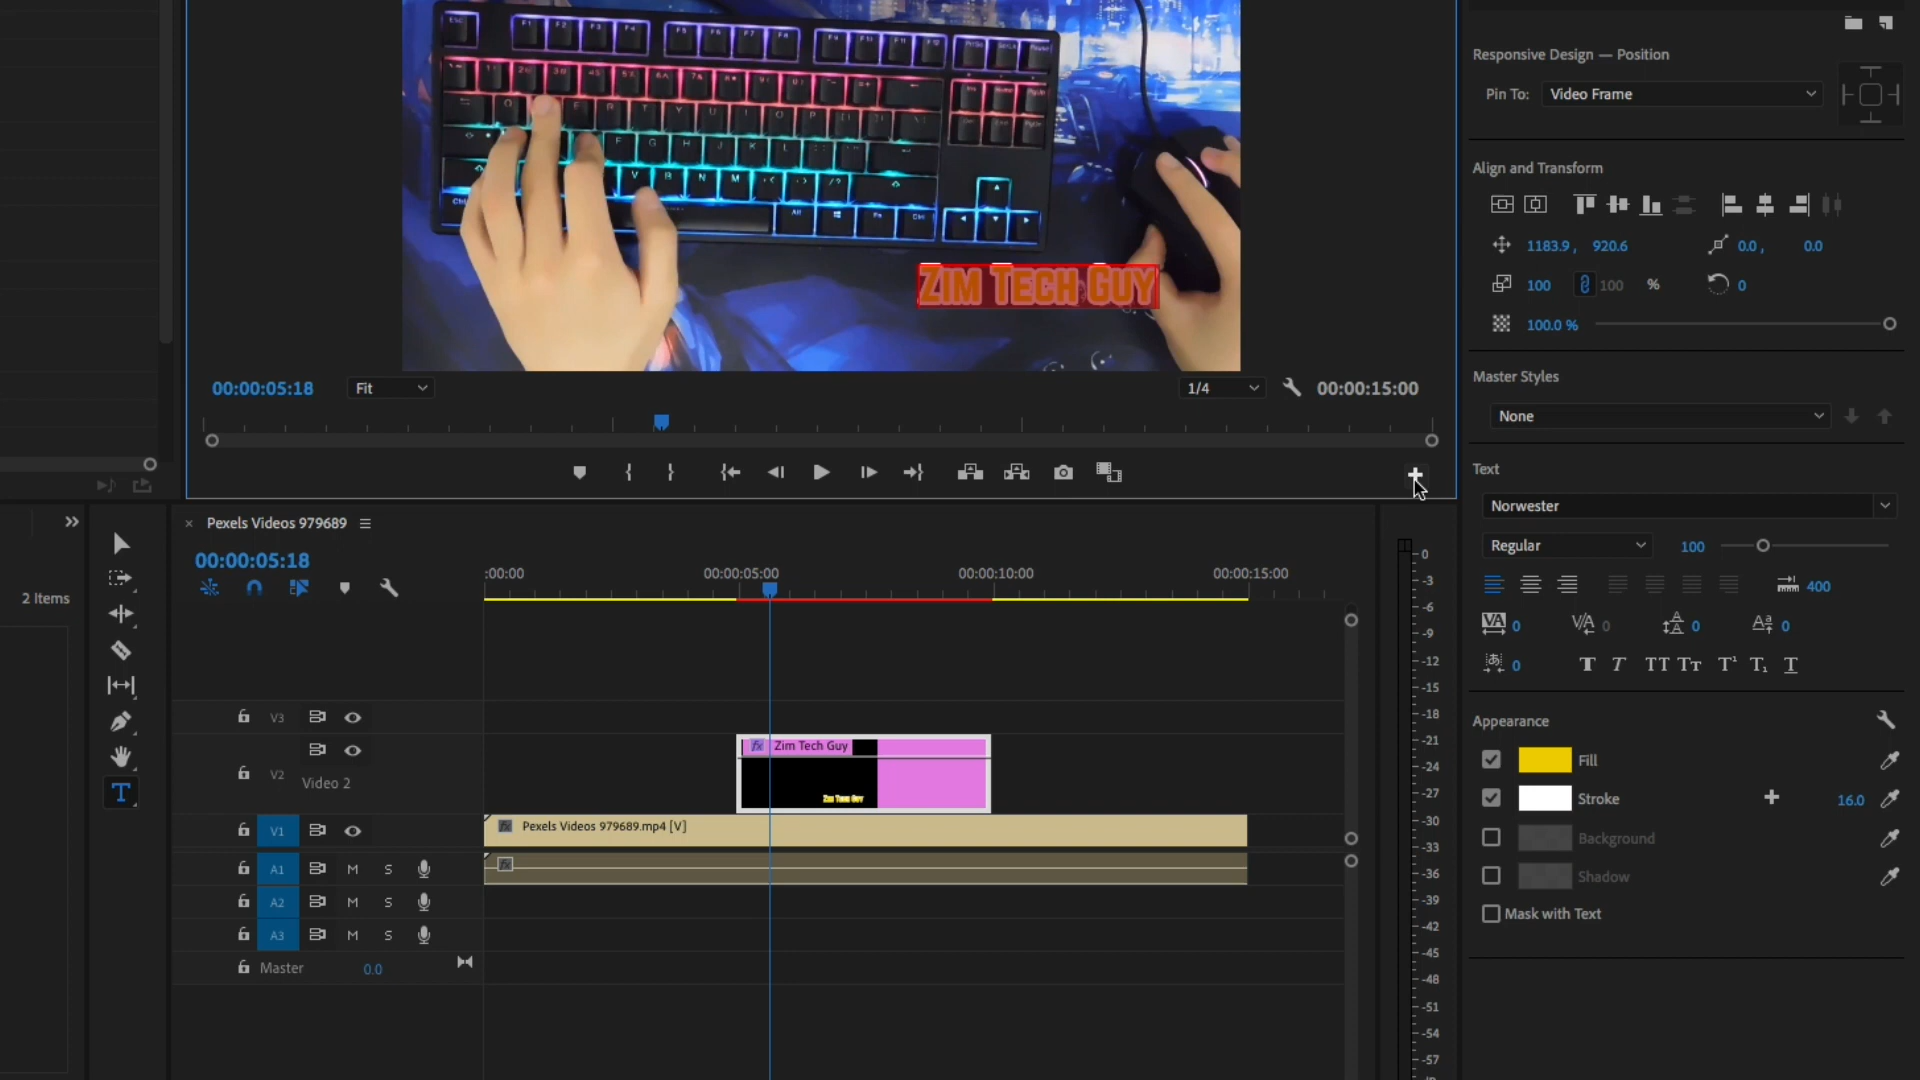 Responsive Design — Position
Pin To: Video Frame
Align and Transform
1183.9 , 920.6 0.0 , 0.0
100 100 % 0
100.0 %
Zim Tech Guy
00:00:05:18 Fit 1/4 00:00:15:00
Master Styles
None
Text
Norwester
Regular 100
400
0 0 0 0
0
Appearance
Fill
Stroke 16.0
Background
Shadow
Mask with Text
2 Items
Pexels Videos 979689
00:00:05:18
:00:00 00:00:05:00 00:00:10:00 00:00:15:00
V3
fx Zim Tech Guy
V2 Video 2
Zim Tech Guy
V1 fx Pexels Videos 979689.mp4 [V]
A1 M S fx
A2 M S
A3 M S
Master 0.0
0
-3
-6
-9
-12
-15
-18
-21
-24
-27
-30
-33
-36
-39
-42
-45
-48
-51
-54
-57